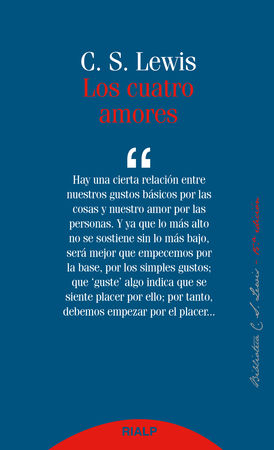 C. S. Lewis
Los cuatro
amores
“
Hay una cierta relación entre
nuestros gustos básicos por las
cosas y nuestro amor por las
personas. Y ya que lo más alto
no se sostiene sin lo más bajo,
será mejor que empecemos por
la base, por los simples gustos;
que ‘guste’ algo indica que se
siente placer por ello; por tanto,
debemos empezar por el placer...
Biblioteca C. S. Lewis - 15.ª edición
RIALP